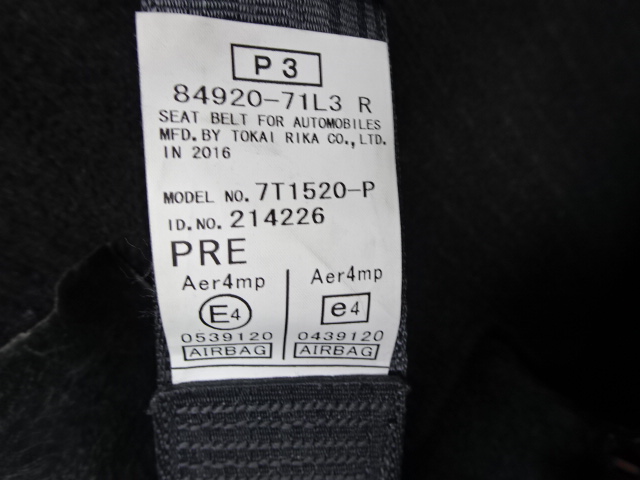 P3
84920-71L3 R
SEAT BELT FOR AUTOMOBILES
MFD. BY TOKAI RIKA CO., LTD.
IN 2016
MODEL NO. 7T1520-P
ID. NO. 214226
PRE
Aer4mp
E4
0539120
AIRBAG
Aer4mp
e4
0439120
AIRBAG